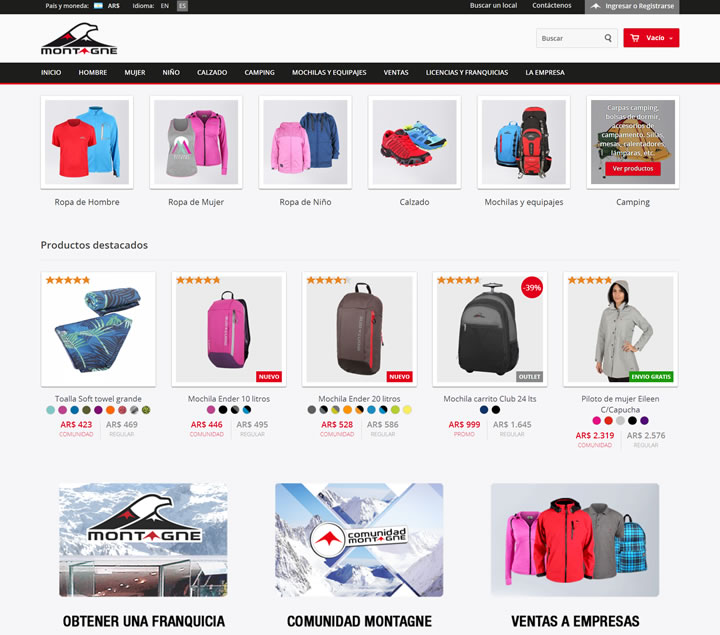 País y moneda: AR$ Idioma: EN ES
Buscar un local Contáctenos Ingresar o Registrarse
MONTAGNE
Buscar
Vacío
INICIO HOMBRE MUJER NIÑO CALZADO CAMPING MOCHILAS Y EQUIPAJES VENTAS LICENCIAS Y FRANQUICIAS LA EMPRESA
Carpas camping,
bolsas de dormir,
accesorios de
campamento. Sillas,
mesas, calentadores,
lámparas, etc.
Ver productos
Ropa de Hombre Ropa de Mujer Ropa de Niño Calzado Mochilas y equipajes Camping
Productos destacados
-39%
NUEVO NUEVO OUTLET ENVIO GRATIS
Toalla Soft towel grande
AR$ 423 AR$ 469
COMUNIDAD REGULAR
Mochila Ender 10 litros
AR$ 446 AR$ 495
COMUNIDAD REGULAR
Mochila Ender 20 litros
AR$ 528 AR$ 586
COMUNIDAD REGULAR
Mochila carrito Club 24 lts
AR$ 999 AR$ 1.645
PROMO REGULAR
Piloto de mujer Eileen
C/Capucha
AR$ 2.319 AR$ 2.576
COMUNIDAD REGULAR
MONTAGNE
comunidad
MONTAGNE
OBTENER UNA FRANQUICIA COMUNIDAD MONTAGNE VENTAS A EMPRESAS